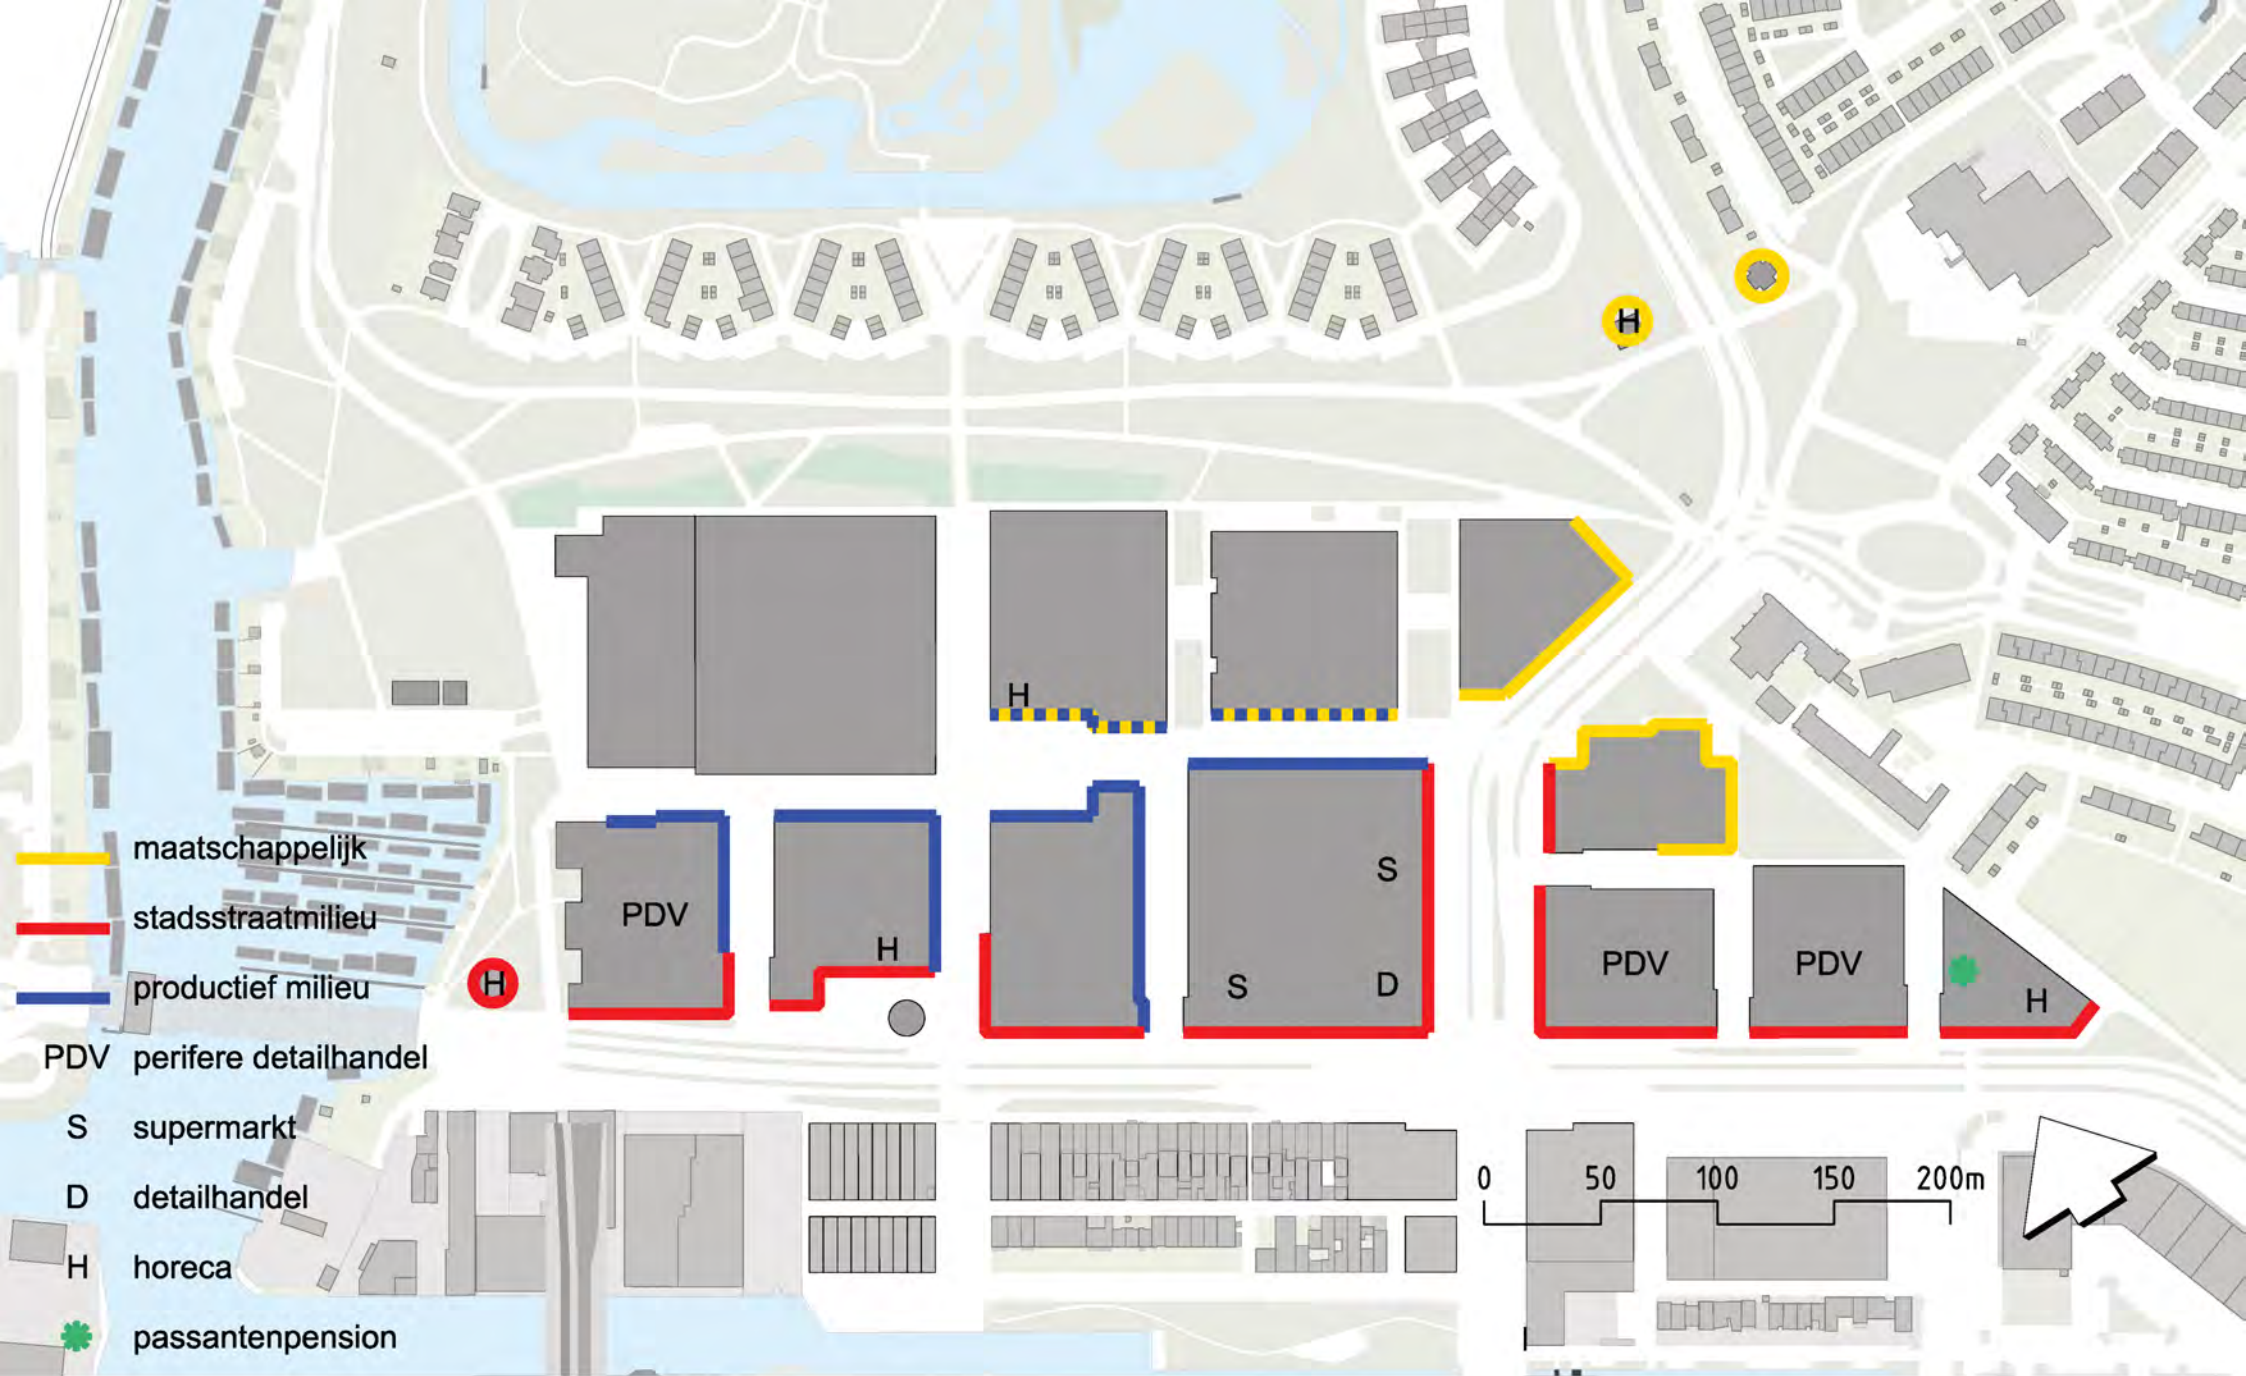 H
H
H
PDV
S
H
PDV
PDV
H
S
D
H
maatschappelijk
stadsstraatmilieu
productief milieu
PDV perifere detailhandel
S supermarkt
D detailhandel
H horeca
passantenpension
0 50 100 150 200m